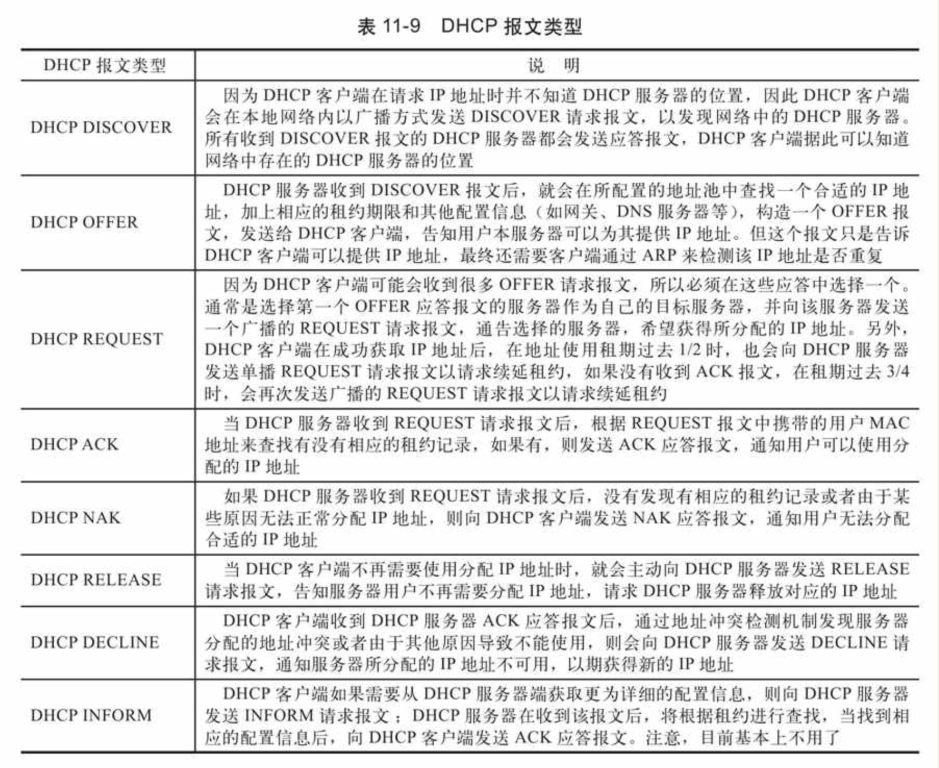 表 11-9 DHCP 报文类型
DHCP 报文类型 说 明
DHCP DISCOVER
因为 DHCP 客户端在请求 IP 地址时并不知道 DHCP 服务器的位置，因此 DHCP 客户端
会在本地网络内以广播方式发送 DISCOVER 请求报文，以发现网络中的 DHCP 服务器。
所有收到 DISCOVER 报文的 DHCP 服务器都会发送应答报文，DHCP 客户端据此可以知道
网络中存在的 DHCP 服务器的位置
DHCP OFFER
DHCP 服务器收到 DISCOVER 报文后，就会在所配置的地址池中查找一个合适的 IP 地
址，加上相应的租约期限和其他配置信息（如网关、DNS 服务器等），构造一个 OFFER 报
文，发送给 DHCP 客户端，告知用户本服务器可以为其提供 IP 地址。但这个报文只是告诉
DHCP 客户端可以提供 IP 地址，最终还需要客户端通过 ARP 来检测该 IP 地址是否重复
DHCP REQUEST
因为 DHCP 客户端可能会收到很多 OFFER 请求报文，所以必须在这些应答中选择一个。
通常是选择第一个 OFFER 应答报文的服务器作为自己的目标服务器，并向该服务器发送
一个广播的 REQUEST 请求报文，通告选择的服务器，希望获得所分配的 IP 地址。另外，
DHCP 客户端在成功获取 IP 地址后，在地址使用租期过去 1/2 时，也会向 DHCP 服务器
发送单播 REQUEST 请求报文以请求续延租约，如果没有收到 ACK 报文，在租期过去 3/4
时，会再次发送广播的 REQUEST 请求报文以请求续延租约
DHCP ACK
当 DHCP 服务器收到 REQUEST 请求报文后，根据 REQUEST 报文中携带的用户 MAC
地址来查找有没有相应的租约记录，如果有，则发送 ACK 应答报文，通知用户可以使用分
配的 IP 地址
DHCP NAK
如果 DHCP 服务器收到 REQUEST 请求报文后，没有发现有相应的租约记录或者由于某
些原因无法正常分配 IP 地址，则向 DHCP 客户端发送 NAK 应答报文，通知用户无法分配
合适的 IP 地址
DHCP RELEASE
当 DHCP 客户端不再需要使用分配 IP 地址时，就会主动向 DHCP 服务器发送 RELEASE
请求报文，告知服务器用户不再需要分配 IP 地址，请求 DHCP 服务器释放对应的 IP 地址
DHCP DECLINE
DHCP 客户端收到 DHCP 服务器 ACK 应答报文后，通过地址冲突检测机制发现服务器
分配的地址冲突或者由于其他原因导致不能使用，则会向 DHCP 服务器发送 DECLINE 请
求报文，通知服务器所分配的 IP 地址不可用，以期获得新的 IP 地址
DHCP INFORM
DHCP 客户端如果需要从 DHCP 服务器端获取更为详细的配置信息，则向 DHCP 服务器
发送 INFORM 请求报文；DHCP 服务器在收到该报文后，将根据租约进行查找，当找到相
应的配置信息后，向 DHCP 客户端发送 ACK 应答报文。注意，目前基本上不用了